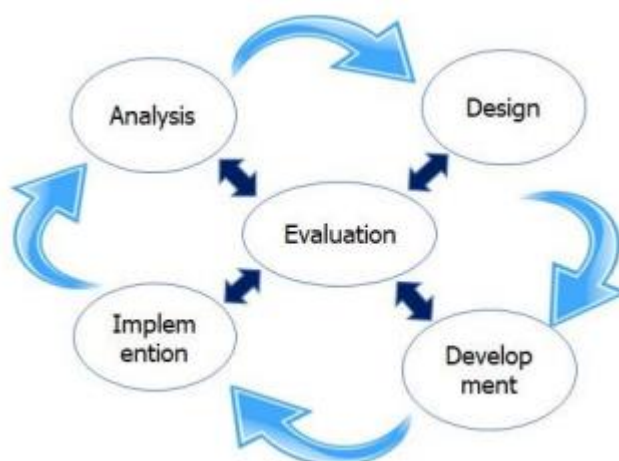 Analysis
Design
Evaluation
Implem
ention
Develop
ment